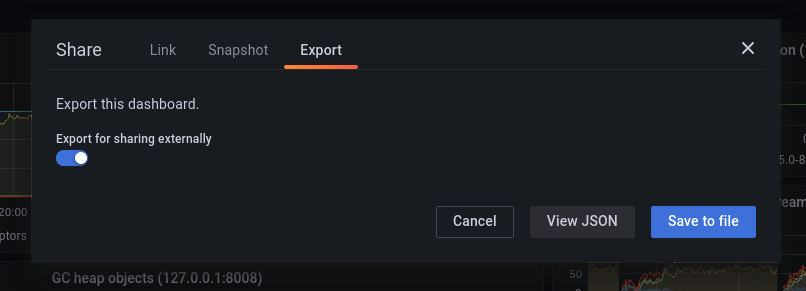 Share Link Snapshot Export
on (
Export this dashboard.
Export for sharing externally
5.0-8
20:00
ream
Cancel View JSON Save to file
ptors
GC heap objects (127.0.0.1:8008)
50